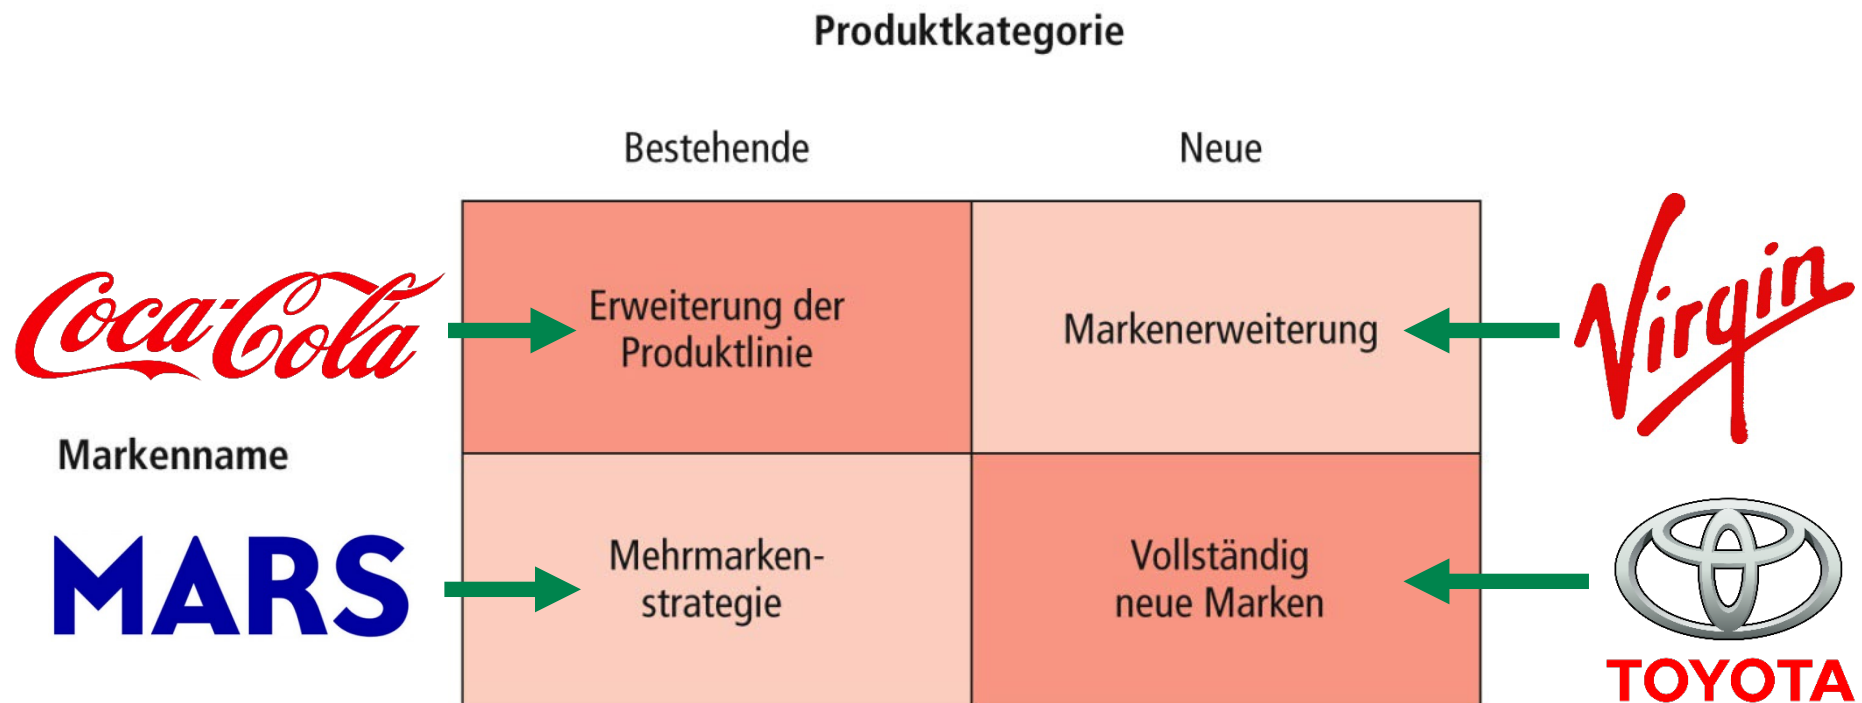 Produktkategorie
Bestehende
Neue
Coca-Cola
Erweiterung der
Produktlinie
Markenerweiterung
Virgin
Markenname
MARS
Mehrmarken-
strategie
Vollständig
neue Marken
TOYOTA